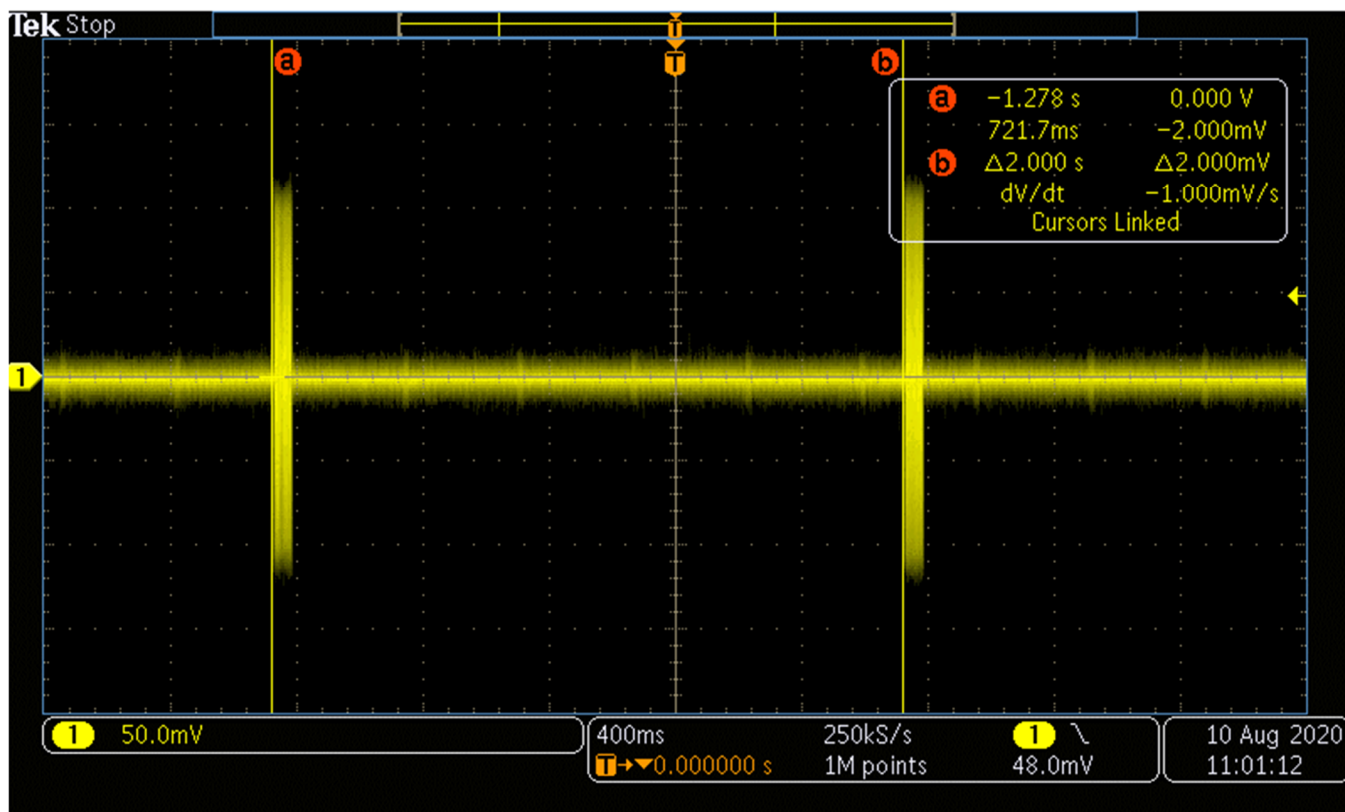 Tek Stop
T
a
T
b
a −1.278 s 0.000 V
721.7ms −2.000mV
b Δ2.000 s Δ2.000mV
dV/dt −1.000mV/s
Cursors Linked
1
1 50.0mV
400ms 250kS/s 1 \
T→▼0.000000 s 1M points 48.0mV
10 Aug 2020
11:01:12